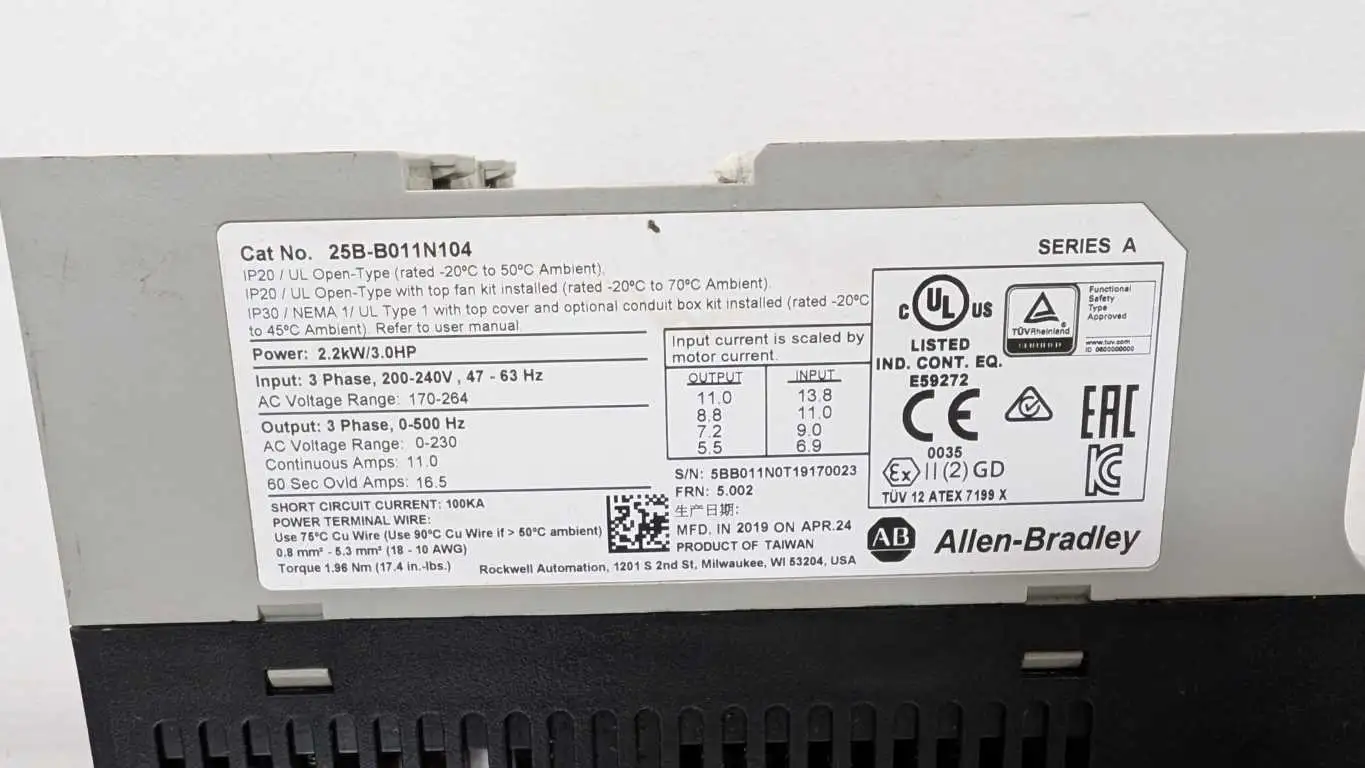 Cat No. 25B-B011N104
SERIES A
IP20 / UL Open-Type (rated -20°C to 50°C Ambient).
IP20 / UL Open-Type with top fan kit installed (rated -20°C to 70°C Ambient).
IP30 / NEMA 1/ UL Type 1 with top cover and optional conduit box kit installed (rated -20°C
to 45°C Ambient). Refer to user manual
Power: 2.2kW/3.0HP
Input: 3 Phase, 200-240V , 47 - 63 Hz
AC Voltage Range: 170-264
Output: 3 Phase, 0-500 Hz
AC Voltage Range: 0-230
Continuous Amps: 11.0
60 Sec Ovld Amps: 16.5
SHORT CIRCUIT CURRENT: 100KA
POWER TERMINAL WIRE:
Use 75°C Cu Wire (Use 90°C Cu Wire if > 50°C ambient)
0.8 mm² - 5.3 mm² (18 - 10 AWG)
Torque 1.96 Nm (17.4 in.-lbs.)
Input current is scaled by
motor current.
OUTPUT INPUT
11.0 13.8
8.8 11.0
7.2 9.0
5.5 6.9
S/N: 5BB011N0T19170023
FRN: 5.002
生产日期:
MFD. IN 2019 ON APR.24
PRODUCT OF TAIWAN
Rockwell Automation, 1201 S 2nd St, Milwaukee, WI 53204, USA
C UL US
LISTED
IND. CONT. EQ.
E59272
TÜVRheinland
CERTIFIED
Functional
Safety
Type
Approved
www.tuv.com
ID 0600000000
CE
0035
EAC
Ex II (2) GD
KC
TÜV 12 ATEX 7199 X
AB Allen-Bradley